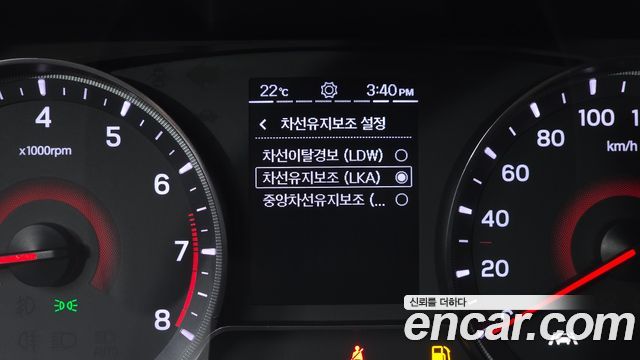 22℃ 3:40 PM
차선유지보조 설정
차선이탈경보 (LDW)
차선유지보조 (LKA)
중앙차선유지보조 (...
4
5
x1000rpm
6
7
8
100
80
km/h
60
40
20
신뢰를 더하다
encar.com